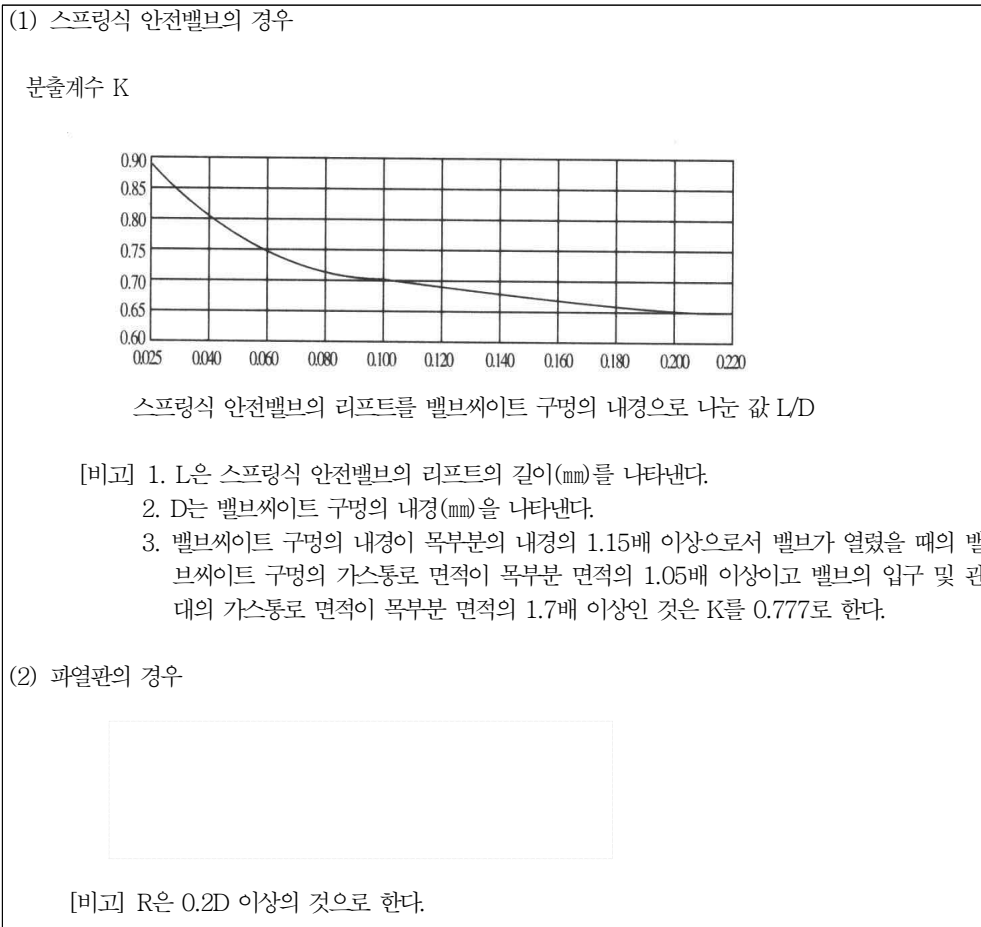 (1) 스프링식 안전밸브의 경우
분출계수 K
0.90
0.85
0.80
0.75
0.70
0.65
0.60
0.025 0.040 0.060 0.080 0.100 0.120 0.140 0.160 0.180 0.200 0.220
스프링식 안전밸브의 리프트를 밸브씨이트 구멍의 내경으로 나눈 값 L/D
[비고] 1. L은 스프링식 안전밸브의 리프트의 길이(㎜)를 나타낸다.
2. D는 밸브씨이트 구멍의 내경(㎜)을 나타낸다.
3. 밸브씨이트 구멍의 내경이 목부분의 내경의 1.15배 이상으로서 밸브가 열렸을 때의 밸
브씨이트 구멍의 가스통로 면적이 목부분 면적의 1.05배 이상이고 밸브의 입구 및 관
대의 가스통로 면적이 목부분 면적의 1.7배 이상인 것은 K를 0.777로 한다.
(2) 파열판의 경우
[비고] R은 0.2D 이상의 것으로 한다.